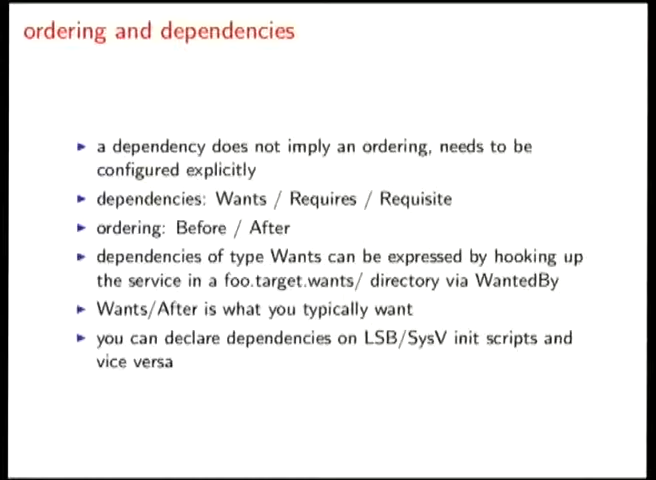 ordering and dependencies
▶ a dependency does not imply an ordering, needs to be
configured explicitly
▶ dependencies: Wants / Requires / Requisite
▶ ordering: Before / After
▶ dependencies of type Wants can be expressed by hooking up
the service in a foo.target.wants/ directory via WantedBy
▶ Wants/After is what you typically want
▶ you can declare dependencies on LSB/SysV init scripts and
vice versa